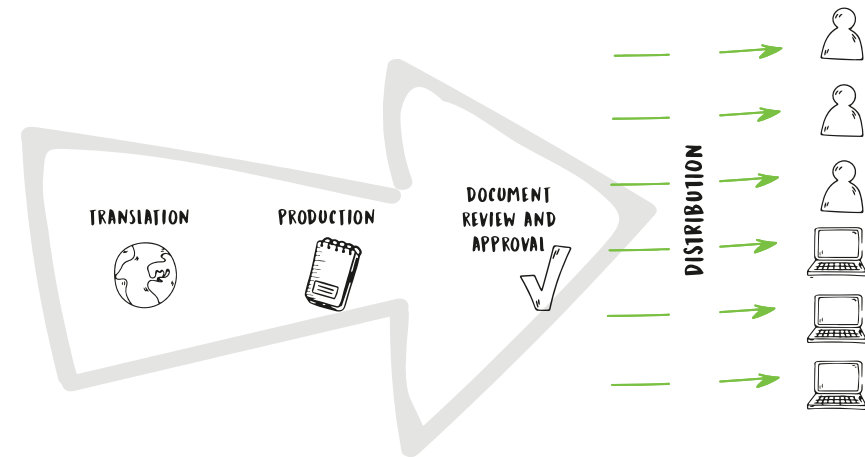 TRANSLATION
PRODUCTION
DOCUMENT
REVIEW AND
APPROVAL
DISTRIBUTION